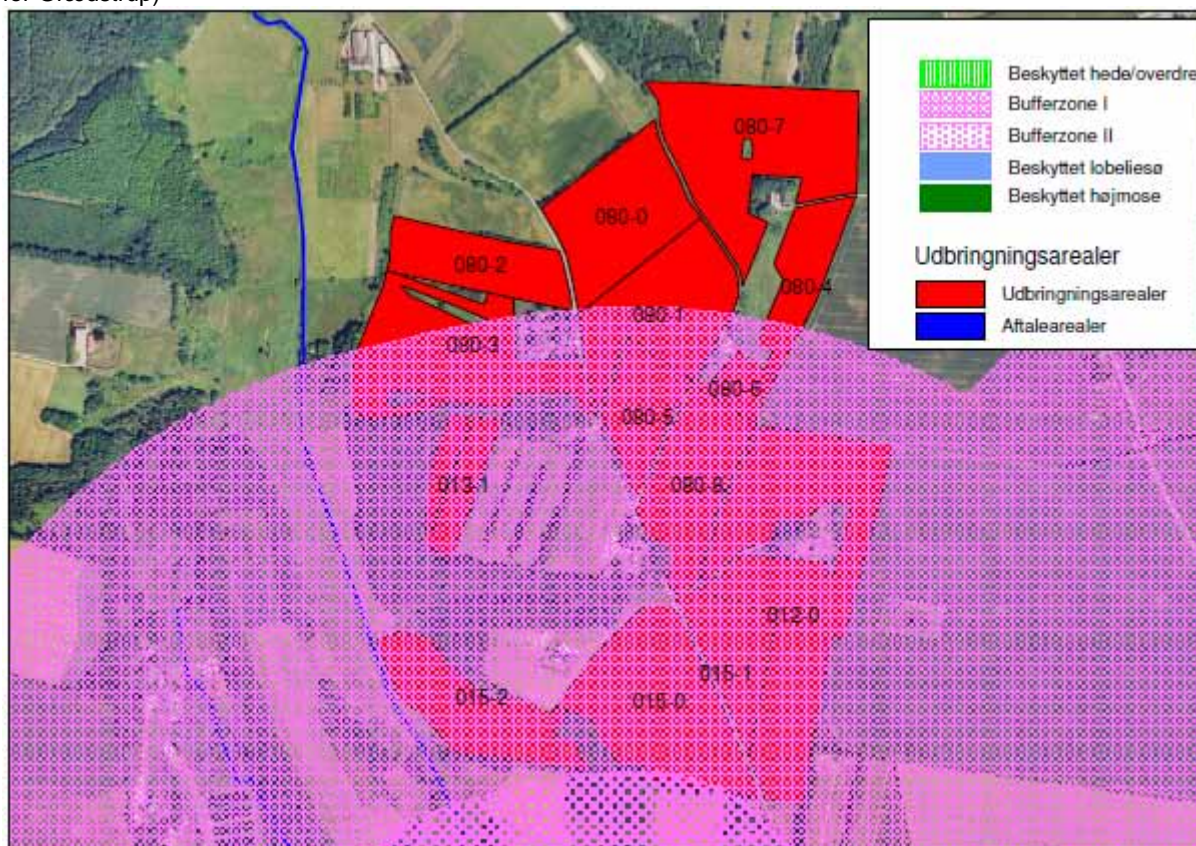 Beskyttet hede/overdre
Bufferzone I
Bufferzone II
Beskyttet lobeliesø
Beskyttet højmose
Udbringningsarealer
Udbringningsarealer
Aftalearealer
080-7
080-0
080-2
080-4
080-1
080-3
080-6
080-5
013-1
080-8
012-0
015-1
015-2
015-0